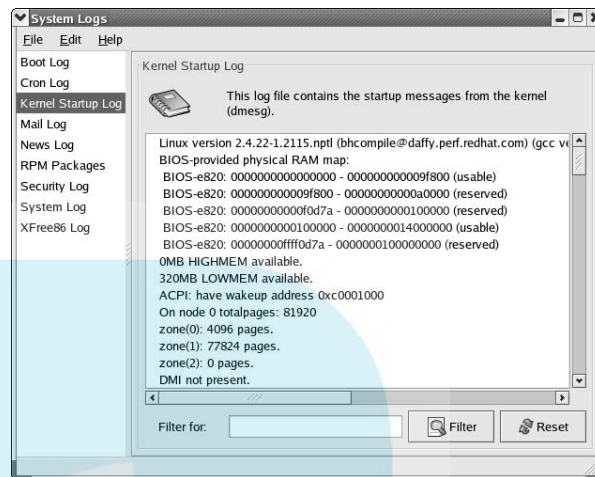 System Logs
File Edit Help
Boot Log
Cron Log
Kernel Startup Log
Mail Log
News Log
RPM Packages
Security Log
System Log
XFree86 Log
Kernel Startup Log
This log file contains the startup messages from the kernel
(dmesg).
Linux version 2.4.22-1.2115.nptl (bhcompile@daffy.perf.redhat.com) (gcc ve
BIOS-provided physical RAM map:
BIOS-e820: 0000000000000000 - 000000000009f800 (usable)
BIOS-e820: 000000000009f800 - 00000000000a0000 (reserved)
BIOS-e820: 00000000000f0d7a - 0000000000100000 (reserved)
BIOS-e820: 0000000000100000 - 0000000014000000 (usable)
BIOS-e820: 00000000ffff0d7a - 0000000100000000 (reserved)
0MB HIGHMEM available.
320MB LOWMEM available.
ACPI: have wakeup address 0xc0001000
On node 0 totalpages: 81920
zone(0): 4096 pages.
zone(1): 77824 pages.
zone(2): 0 pages.
DMI not present.
Filter for:
Filter
Reset